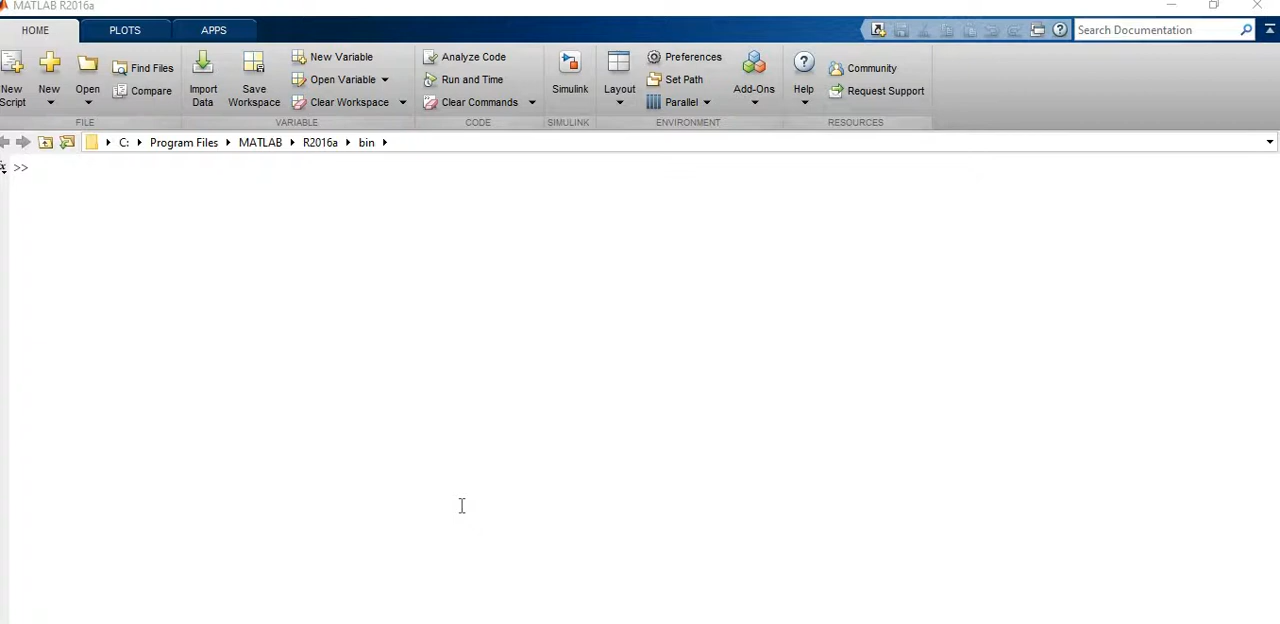 MATLAB R2016a
HOME PLOTS APPS Search Documentation
New Script New Open Find Files Compare Import Data Save Workspace New Variable Open Variable Clear Workspace Analyze Code Run and Time Clear Commands Simulink Layout Preferences Set Path Parallel Add-Ons Help Community Request Support
FILE VARIABLE CODE SIMULINK ENVIRONMENT RESOURCES
C: Program Files MATLAB R2016a bin
>>